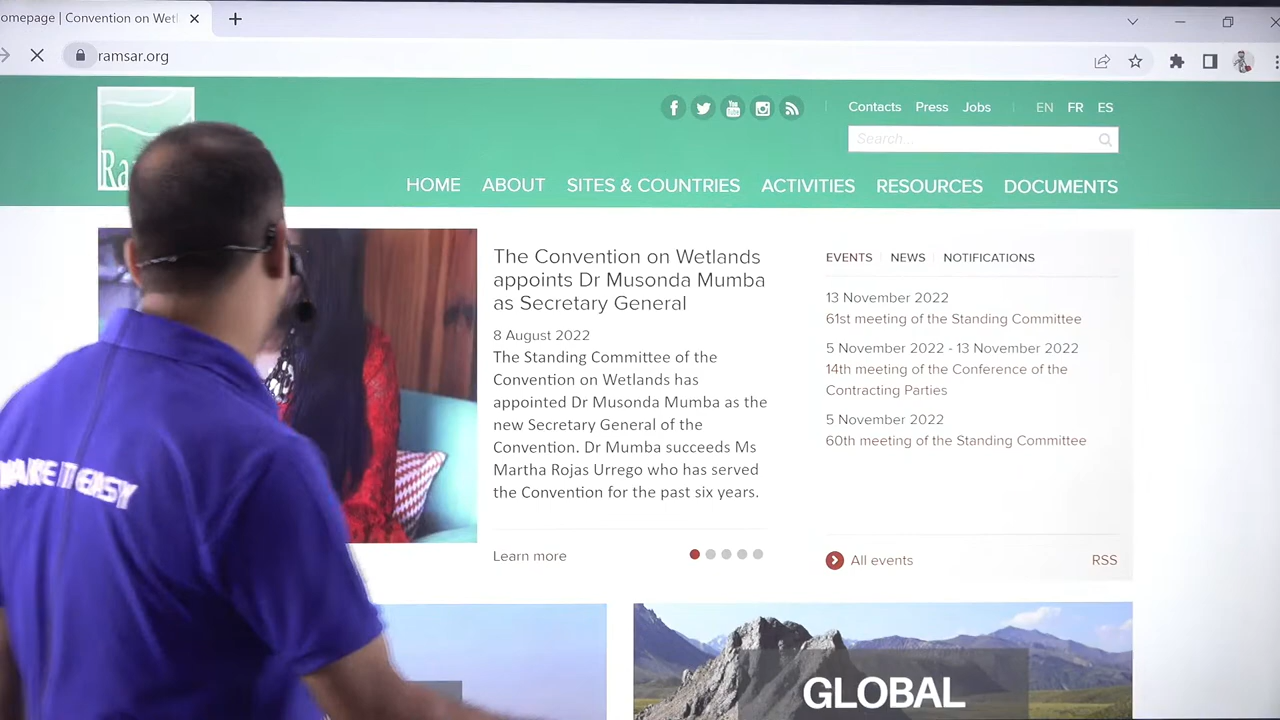 omepage | Convention on Wetl
ramsar.org
Contacts Press Jobs EN FR ES
Search...
HOME ABOUT SITES & COUNTRIES ACTIVITIES RESOURCES DOCUMENTS
The Convention on Wetlands
appoints Dr Musonda Mumba
as Secretary General
8 August 2022
The Standing Committee of the
Convention on Wetlands has
appointed Dr Musonda Mumba as the
new Secretary General of the
Convention. Dr Mumba succeeds Ms
Martha Rojas Urrego who has served
the Convention for the past six years.
Learn more
EVENTS NEWS NOTIFICATIONS
13 November 2022
61st meeting of the Standing Committee
5 November 2022 - 13 November 2022
14th meeting of the Conference of the
Contracting Parties
5 November 2022
60th meeting of the Standing Committee
All events RSS
IT EASY
GLOBAL